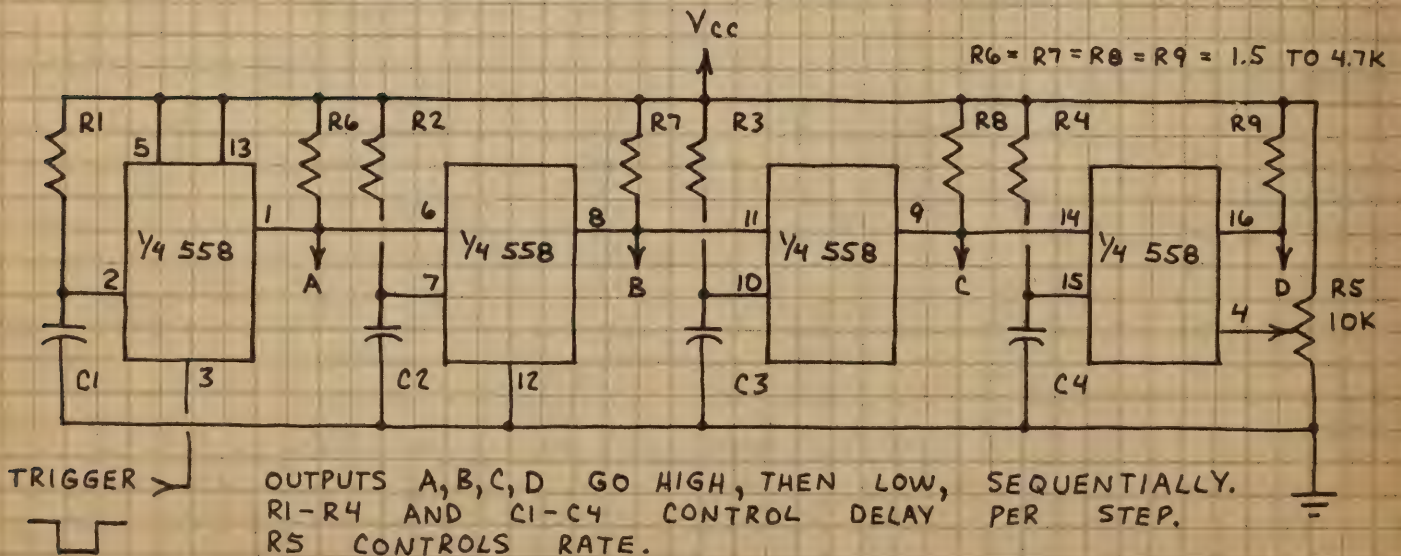 Vcc
R6 = R7 = R8 = R9 = 1.5 TO 4.7K
R1 5 13 R6 R2 R7 R3 R8 R4 R9
1 6 8 11 9 14 16
1/4 558 1/4 558 1/4 558 1/4 558
2 A 7 B 10 C 15 D R5
4 10K
C1 3 C2 12 C3 C4
TRIGGER
OUTPUTS A, B, C, D GO HIGH, THEN LOW, SEQUENTIALLY.
R1-R4 AND C1-C4 CONTROL DELAY PER STEP.
R5 CONTROLS RATE.